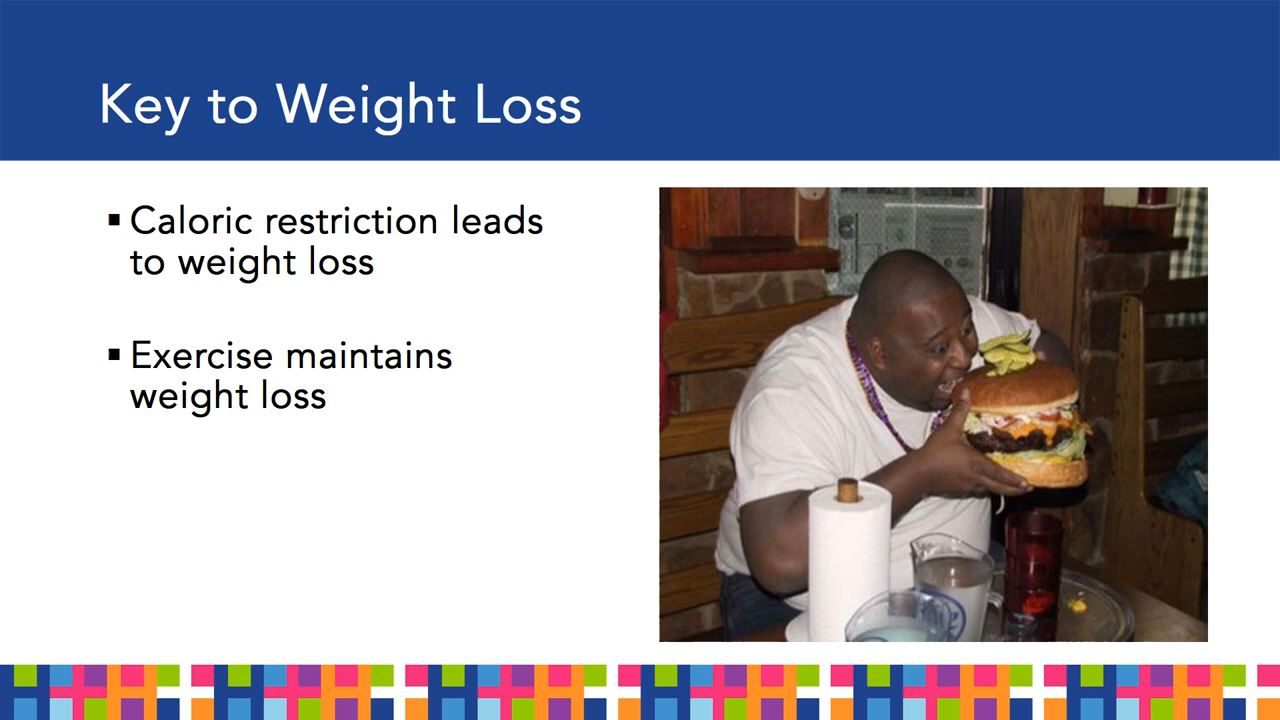 Key to Weight Loss
▪ Caloric restriction leads
to weight loss
▪ Exercise maintains
weight loss